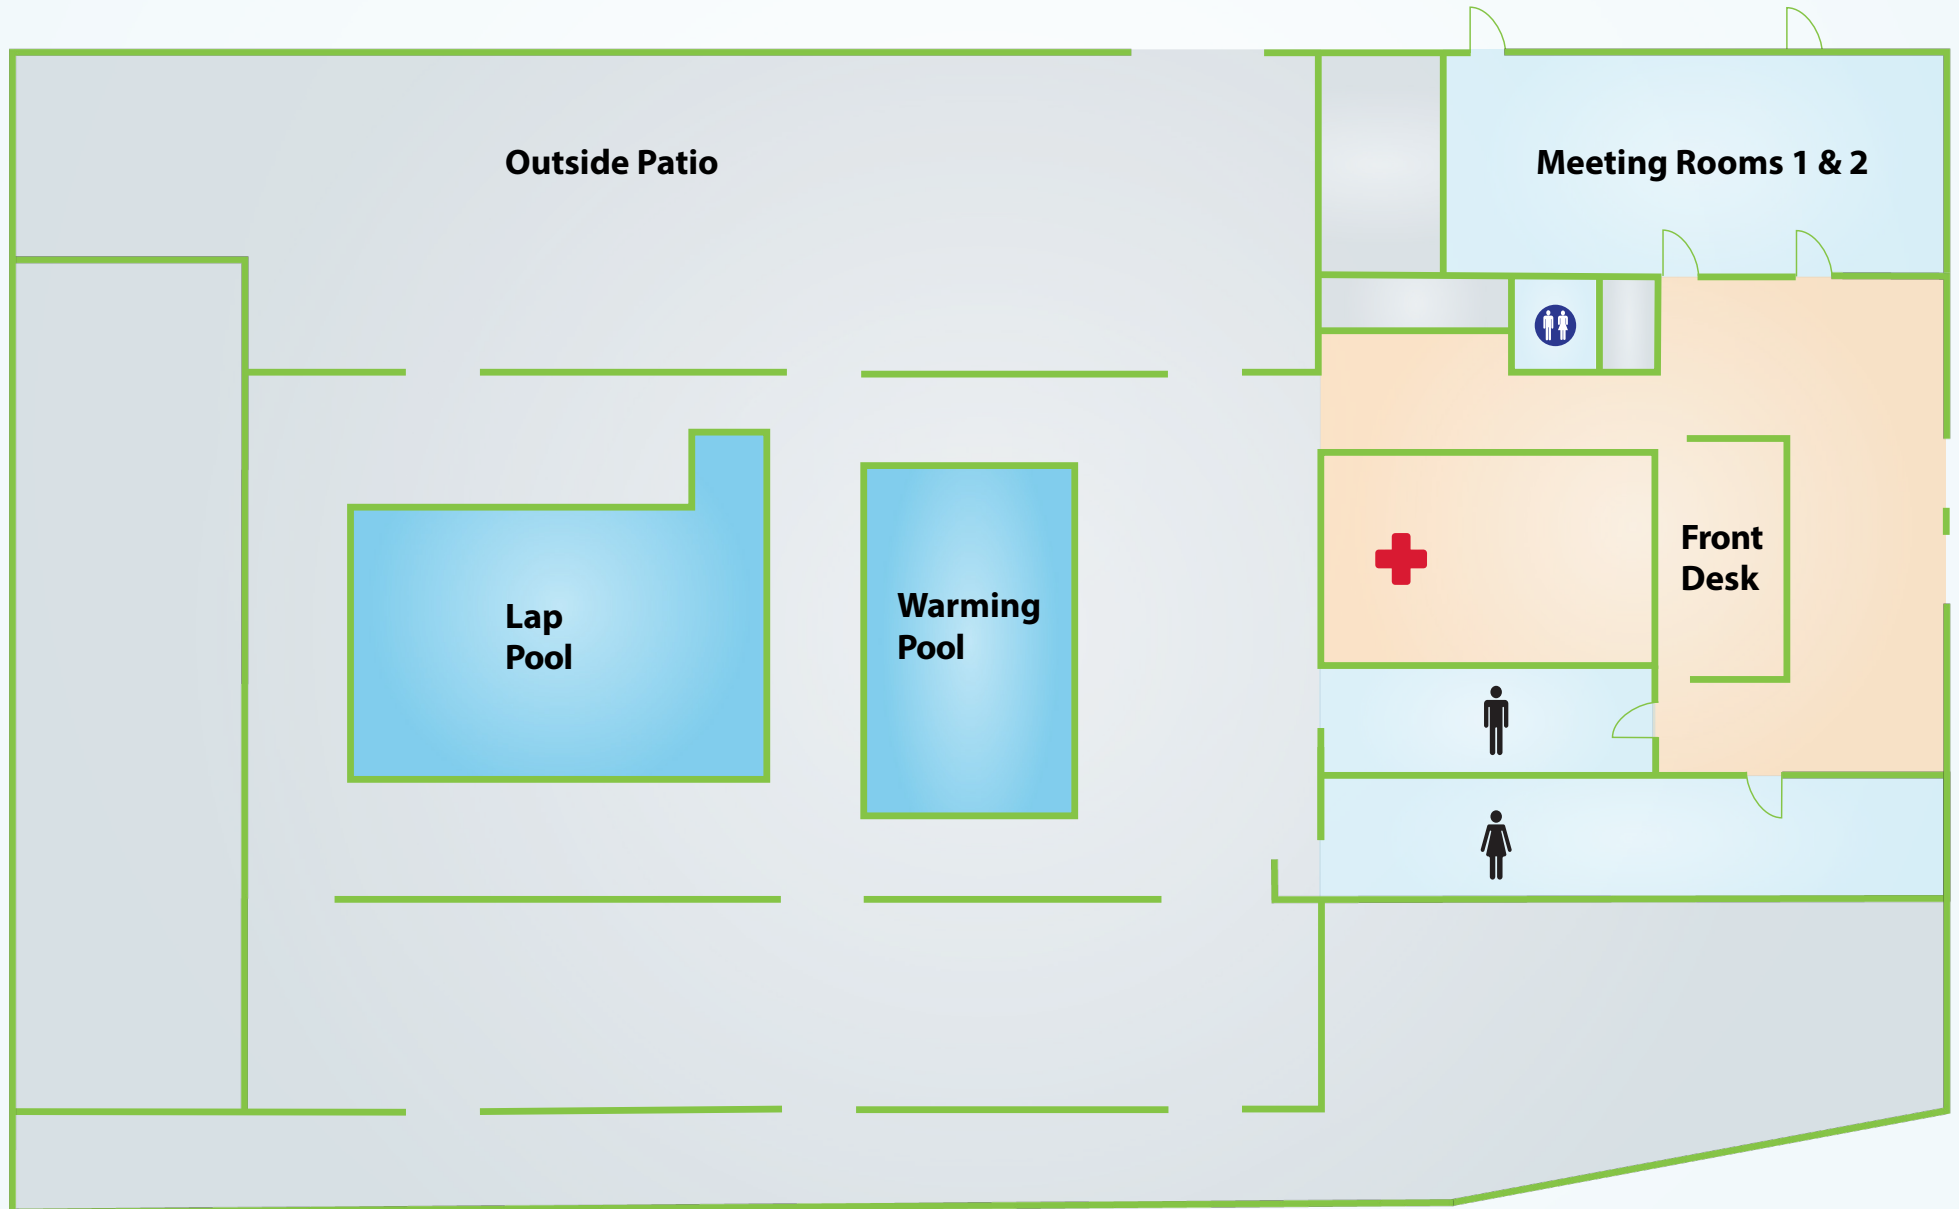 Outside Patio
Meeting Rooms 1 & 2
Front
Desk
Lap
Pool
Warming
Pool